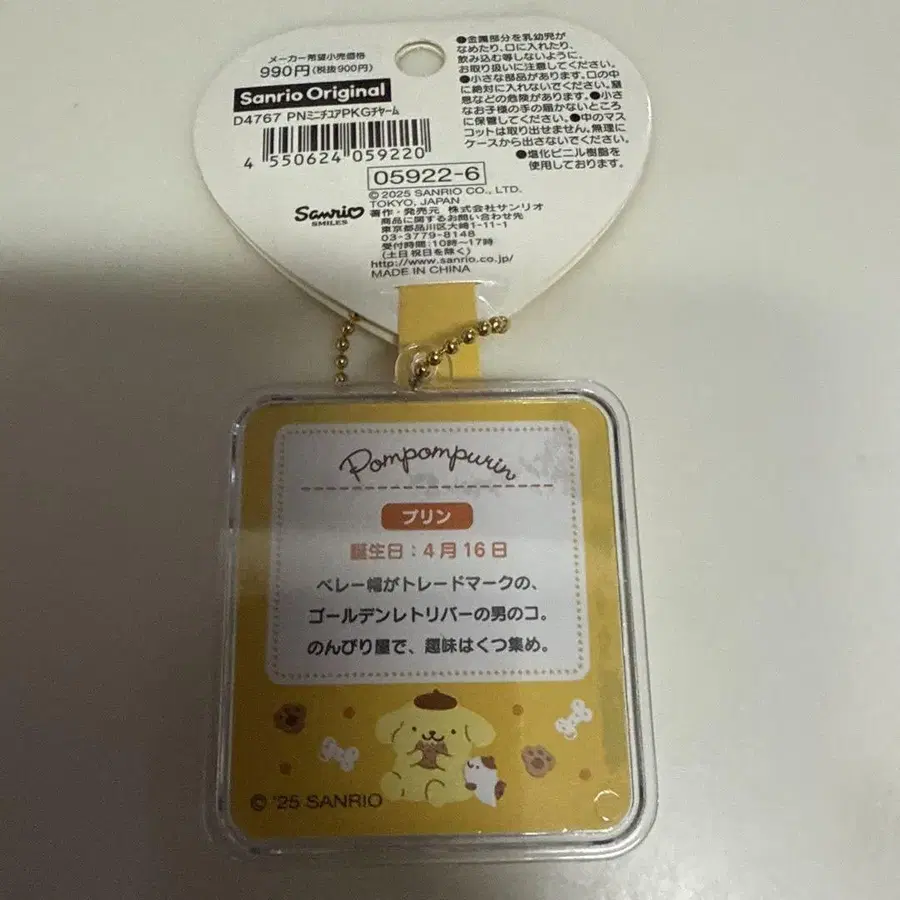 メーカー希望小売価格
990円(税抜900円)
Sanrio Original
D4767 PNミニチュアPKGチャーム
4 550624 059220
05922-6
●金属部分を乳幼児が
なめたり、口に入れたり、
飲み込む等しないように、
お取り扱いに注意してください。
●小さな部品があります。口の中
に絶対に入れないでください。窒
息などの危険があります。●小さ
なお子様の手の届かないところ
に保管してください。●中のマス
コットは取り出せません。無理に
ケースから出さないでください。
●塩化ビニル樹脂を
使用しております。
©2025 SANRIO CO., LTD.
TOKYO, JAPAN
Sanrio
SMILES
著作・発売元 株式会社サンリオ
商品に関するお問い合わせ先
東京都品川区大崎1-11-1
03-3779-8148
受付時間:10時〜17時
(土日祝日を除く)
http://www.sanrio.co.jp/
MADE IN CHINA
Pompompurin
プリン
誕生日:4月16日
ベレー帽がトレードマークの、
ゴールデンレトリバーの男のコ。
のんびり屋で、趣味はくつ集め。
© '25 SANRIO